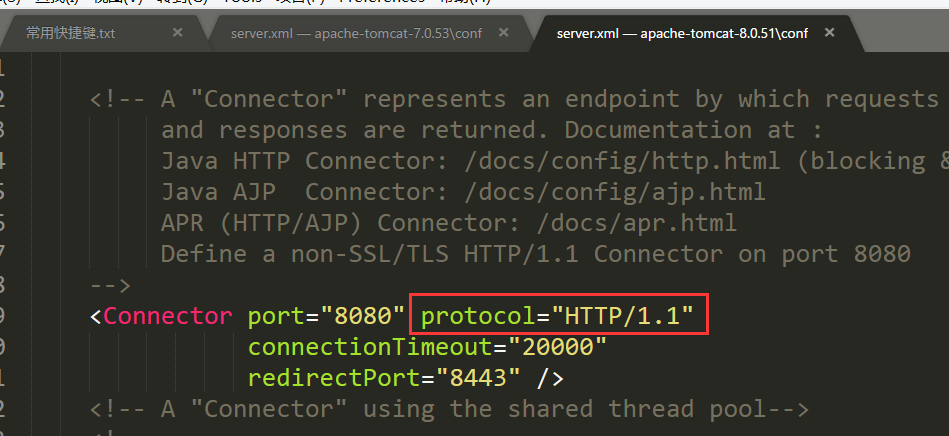 Tools Preferences
常用快捷键.txt × server.xml — apache-tomcat-7.0.53\conf × server.xml — apache-tomcat-8.0.51\conf ×
<!-- A "Connector" represents an endpoint by which requests
and responses are returned. Documentation at :
Java HTTP Connector: /docs/config/http.html (blocking &
Java AJP  Connector: /docs/config/ajp.html
APR (HTTP/AJP) Connector: /docs/apr.html
Define a non-SSL/TLS HTTP/1.1 Connector on port 8080
-->
<Connector port="8080" protocol="HTTP/1.1"
connectionTimeout="20000"
redirectPort="8443" />
<!-- A "Connector" using the shared thread pool-->